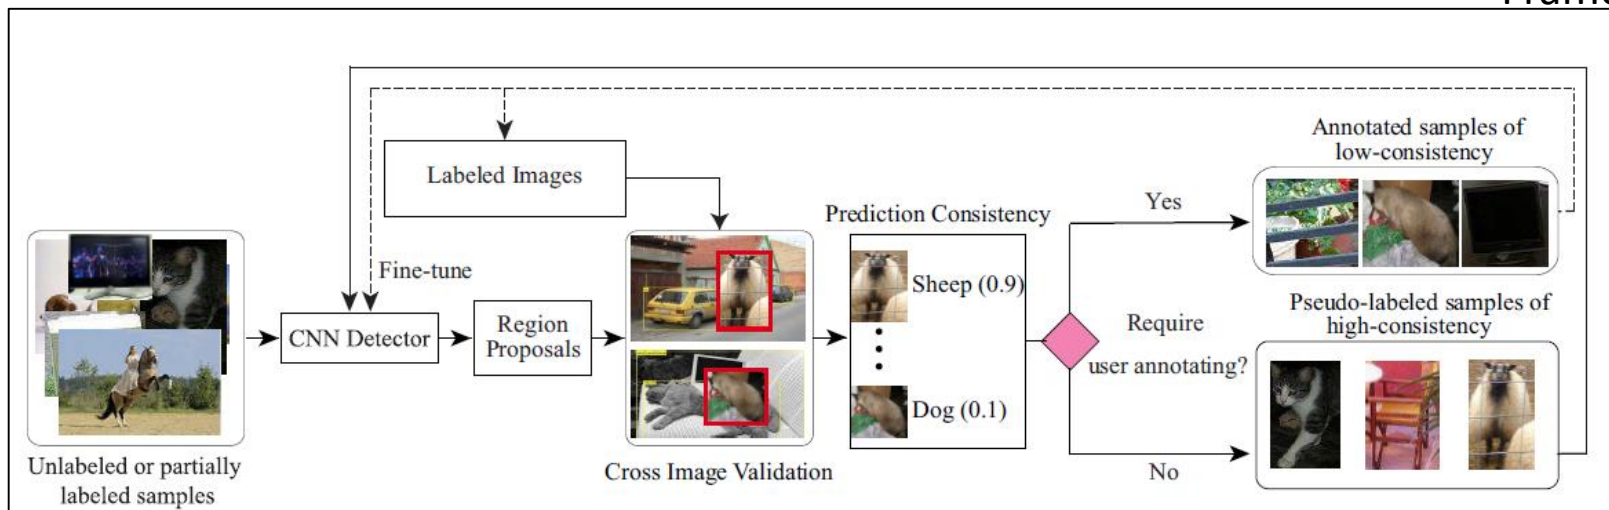 Labeled Images
Annotated samples of
low-consistency
Prediction Consistency
Yes
Fine-tune
CNN Detector
Region
Proposals
Sheep (0.9)
Dog (0.1)
Require
user annotating?
Pseudo-labeled samples of
high-consistency
No
Unlabeled or partially
labeled samples
Cross Image Validation